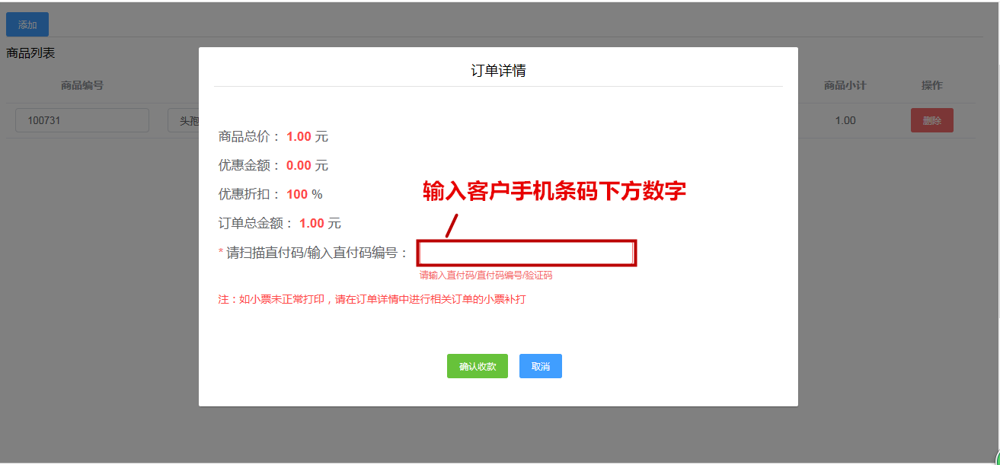 添加
商品列表
订单详情
商品编号
商品小计
操作
100731
头孢
1.00
删除
商品总价： 1.00 元
优惠金额： 0.00 元
优惠折扣： 100 %
输入客户手机条码下方数字
订单总金额： 1.00 元
* 请扫描直付码/输入直付码编号：
请输入直付码/直付码编号/验证码
注：如小票未正常打印，请在订单详情中进行相关订单的小票补打
确认收款
取消